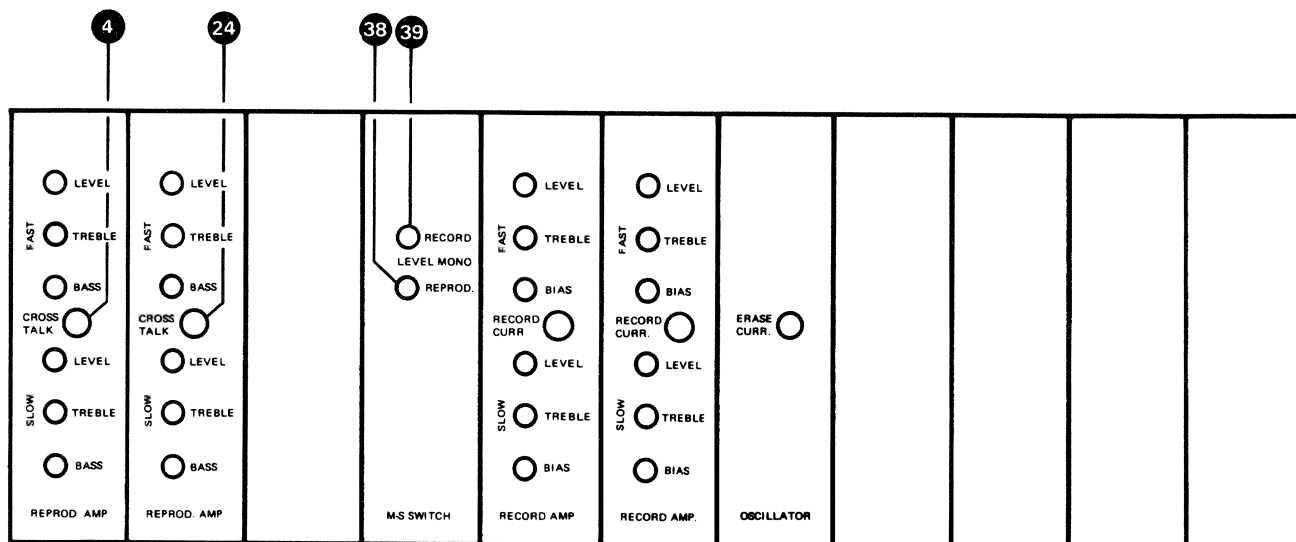 4
24
38
39
FAST
LEVEL
TREBLE
BASS
CROSS
TALK
SLOW
LEVEL
TREBLE
BASS
REPROD AMP
FAST
LEVEL
TREBLE
BASS
CROSS
TALK
SLOW
LEVEL
TREBLE
BASS
REPROD. AMP
RECORD
LEVEL MONO
REPROD.
M-S SWITCH
FAST
LEVEL
TREBLE
BIAS
RECORD
CURR
SLOW
LEVEL
TREBLE
BIAS
RECORD AMP
FAST
LEVEL
TREBLE
BIAS
RECORD
CURR.
SLOW
LEVEL
TREBLE
BIAS
RECORD AMP.
ERASE
CURR.
OSCILLATOR